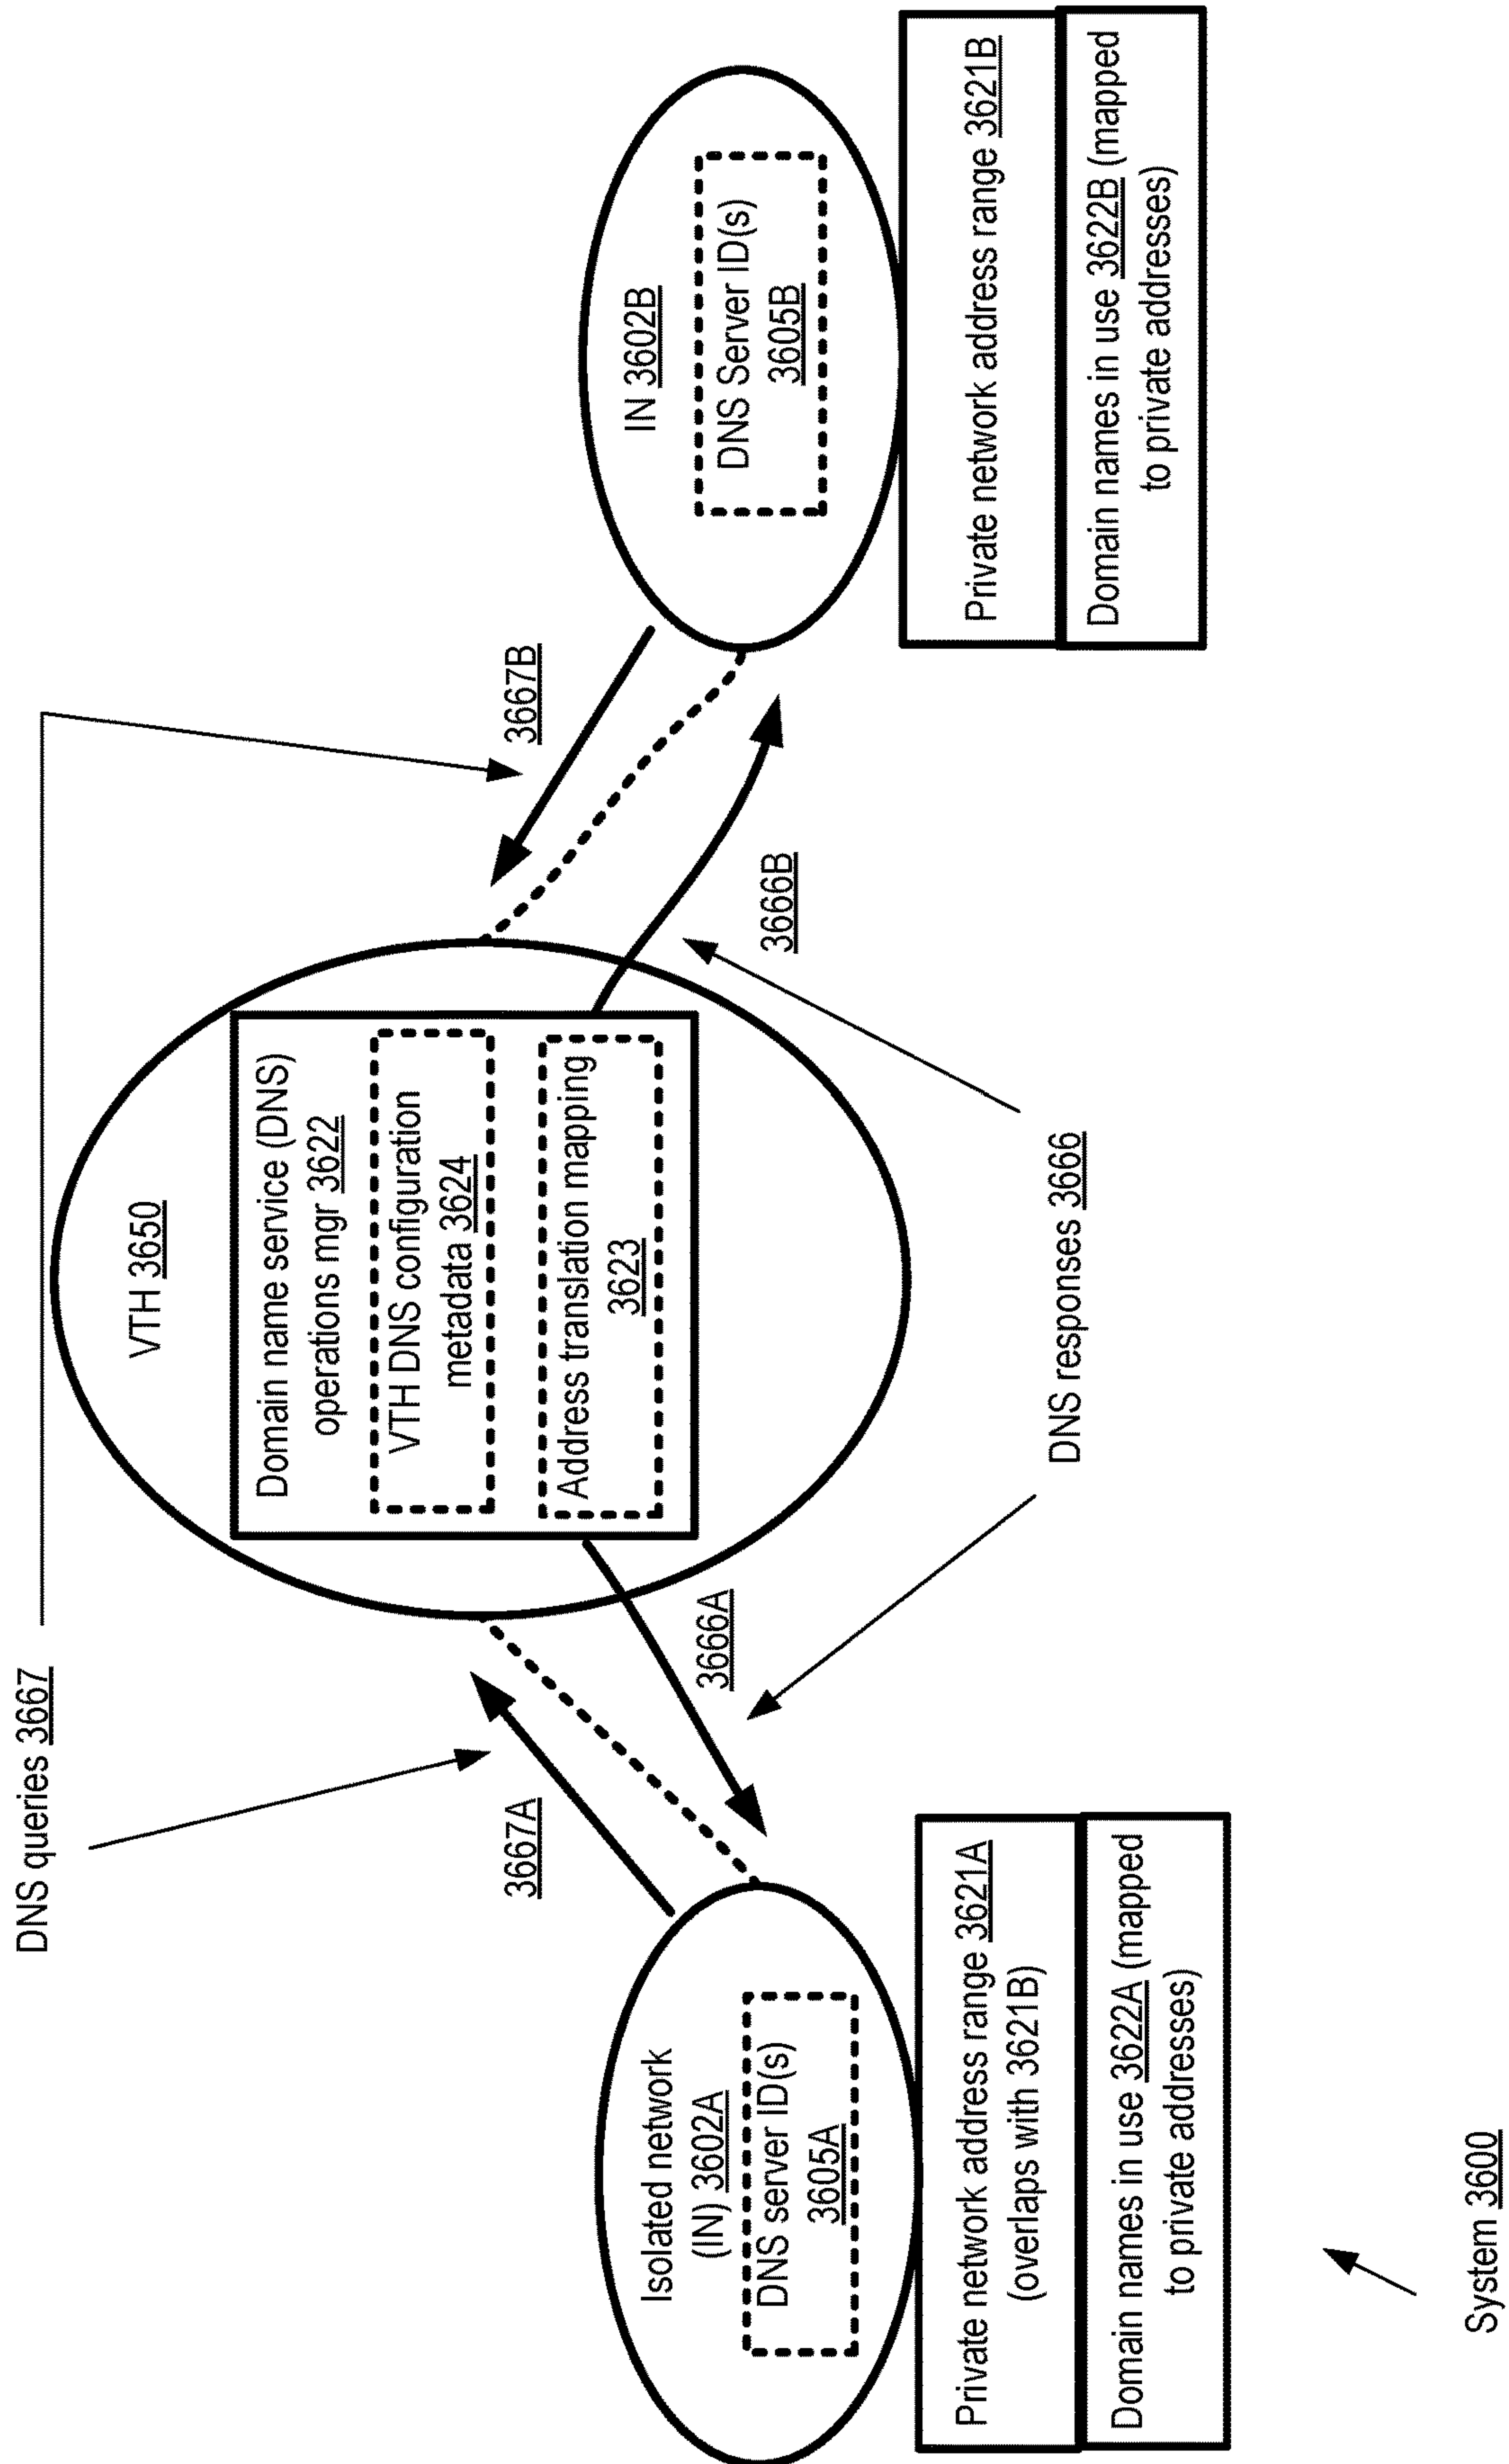 DNS queries 3667
VTH 3650
Domain name service (DNS)
operations mgr 3622
VTH DNS configuration
metadata 3624
Address translation mapping
3623
3667A
3667B
3666A
3666B
Isolated network
(IN) 3602A
DNS server ID(s)
3605A
IN 3602B
DNS Server ID(s)
3605B
Private network address range 3621A
(overlaps with 3621B)
Domain names in use 3622A (mapped
to private addresses)
DNS responses 3666
Private network address range 3621B
Domain names in use 3622B (mapped
to private addresses)
System 3600